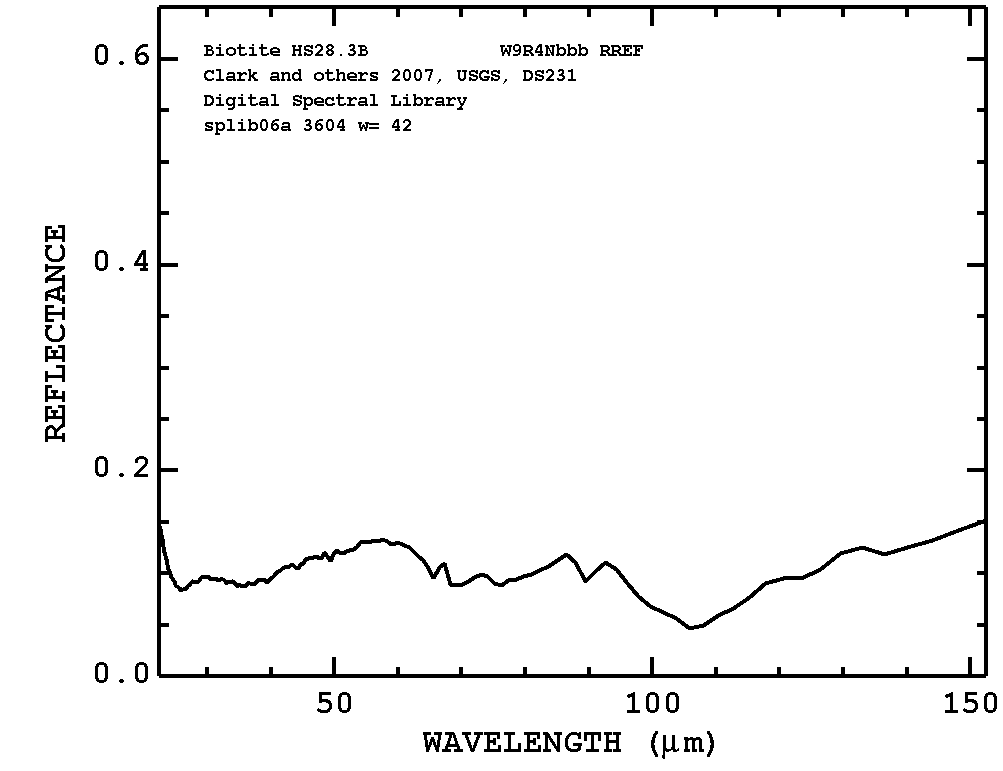 Biotite HS28.3B W9R4Nbbb RREF
Clark and others 2007, USGS, DS231
Digital Spectral Library
splib06a 3604 w= 42
REFLECTANCE
0.6
0.4
0.2
0.0
50 100 150
WAVELENGTH (μm)